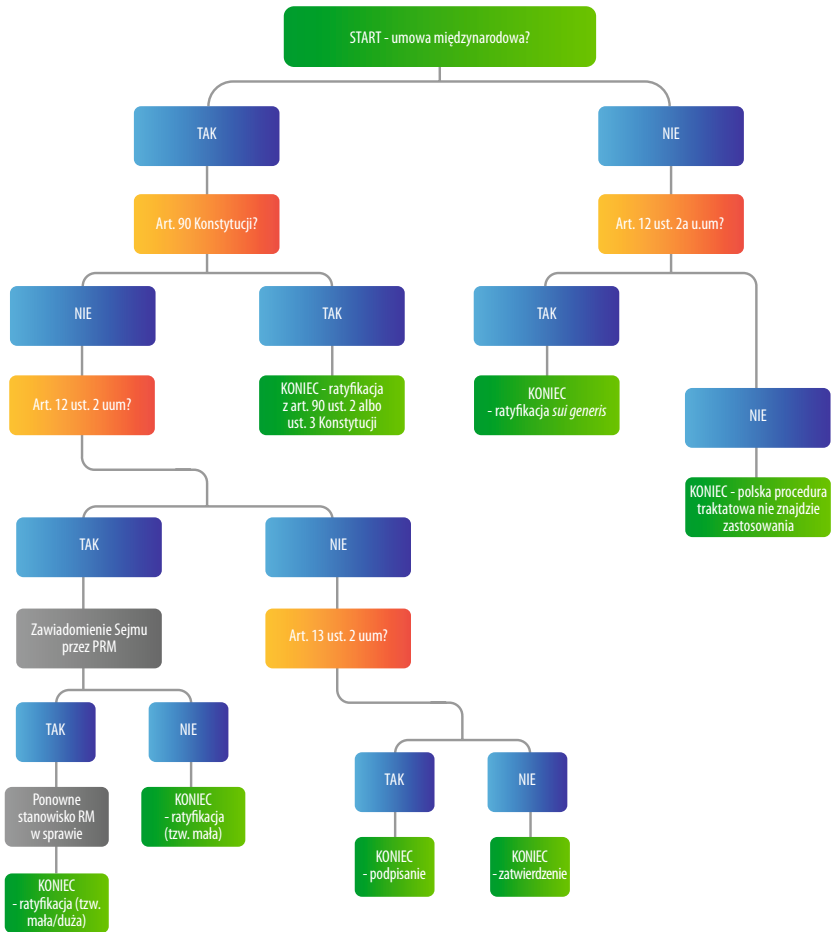 START - umowa międzynarodowa?
TAK
NIE
Art. 90 Konstytucji?
Art. 12 ust. 2a u.um?
NIE
TAK
TAK
Art. 12 ust. 2 uum?
KONIEC - ratyfikacja
z art. 90 ust. 2 albo
ust. 3 Konstytucji
KONIEC
- ratyfikacja sui generis
NIE
KONIEC - polska procedura
traktatowa nie znajdzie
zastosowania
TAK
NIE
Zawiadomienie Sejmu
przez PRM
Art. 13 ust. 2 uum?
TAK
NIE
TAK
NIE
Ponowne
stanowisko RM
w sprawie
KONIEC
- ratyfikacja
(tzw. mała)
KONIEC
- podpisanie
KONIEC
- zatwierdzenie
KONIEC
- ratyfikacja (tzw.
mała/duża)